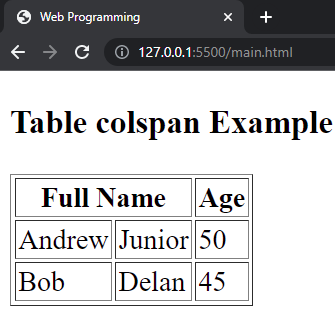 Web Programming
127.0.0.1:5500/main.html
Table colspan Example
Full Name Age
Andrew Junior 50
Bob Delan 45